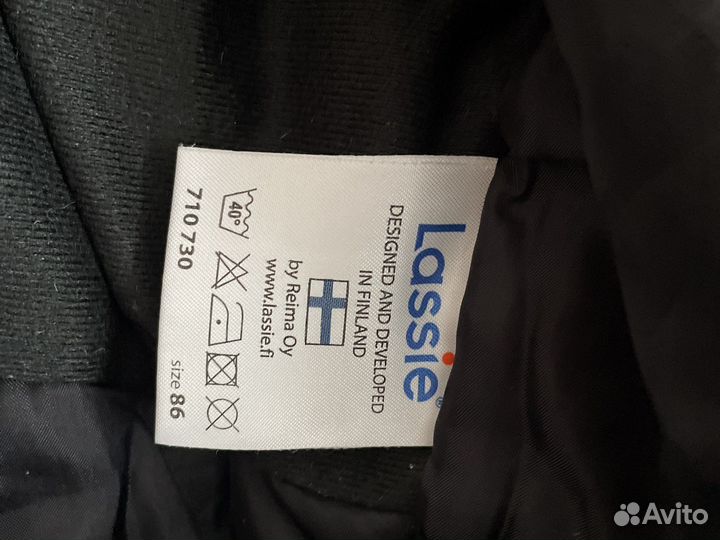 Lassie®
DESIGNED AND DEVELOPED
IN FINLAND
by Reima Oy
www.lassie.fi
40°
710 730
size 86
Avito